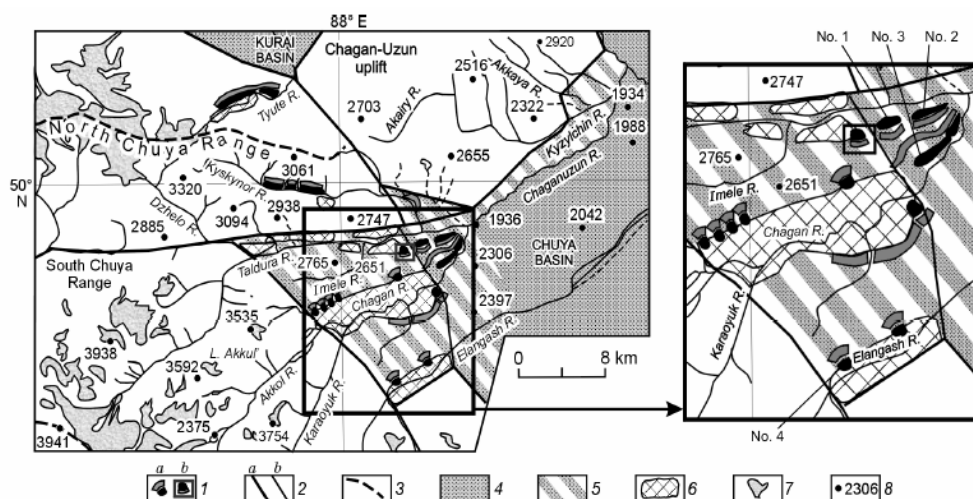 88° E
KURAI
BASIN
Chagan-Uzun
uplift
2920
2516
Akkaya R.
2322
1934
1988
2703
Akairy R.
Tyute R.
North Chuya Range
2655
Kyzylchin R.
Chaganuzun R.
50°
N
3061
3320
Kyskynor R.
Dzhelo R.
3094
2938
2885
2747
1936
2042
CHUYA
BASIN
2306
South Chuya
Range
Taldura R.
2765
2651
Imele R.
Chagan R.
2397
Elangash R.
3535
3938
L. Akkul'
3592
Akkol R.
Karaoyuk R.
2375
3754
3941
0 8 km
No. 1
No. 3
No. 2
2747
2765
2651
Imele R.
Chagan R.
Karaoyuk R.
Elangash R.
No. 4
a b 1
a b 2
3
4
5
6
7
2306 8